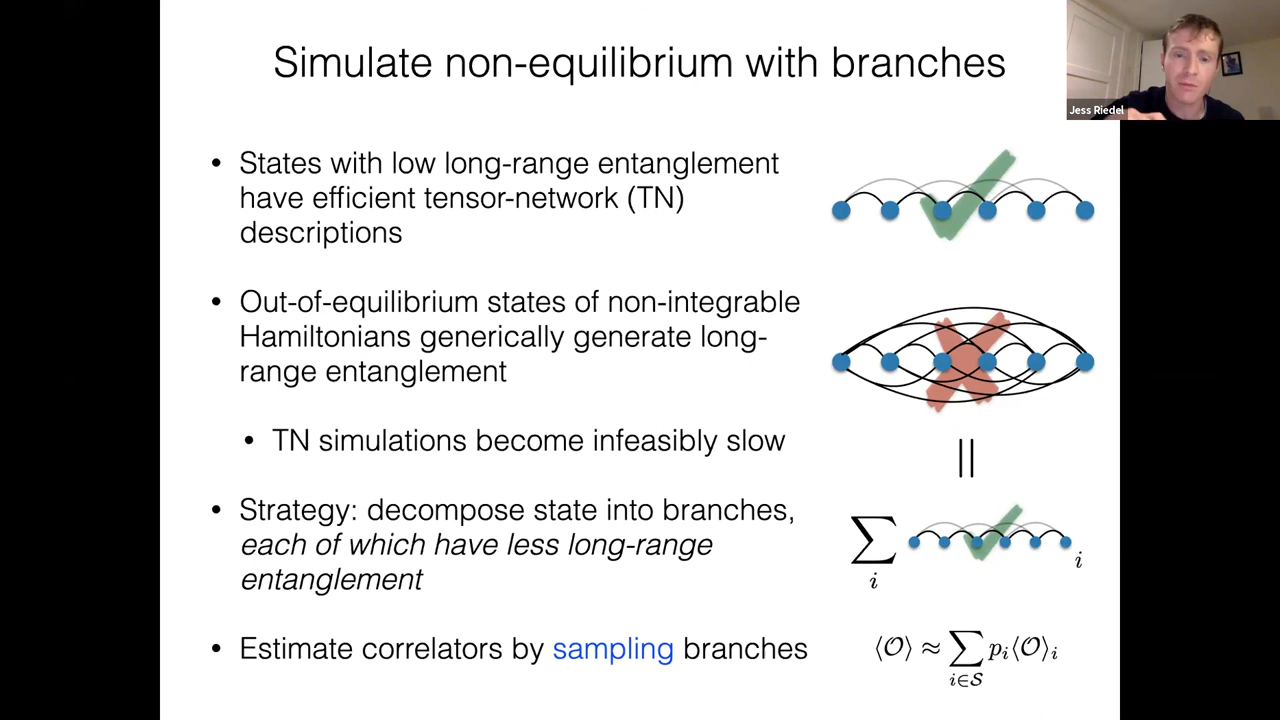 Simulate non-equilibrium with branches
Jess Riedel
• States with low long-range entanglement
have efficient tensor-network (TN)
descriptions
• Out-of-equilibrium states of non-integrable
Hamiltonians generically generate long-
range entanglement
• TN simulations become infeasibly slow
||
• Strategy: decompose state into branches,
each of which have less long-range
entanglement
∑
i
i
• Estimate correlators by sampling branches
⟨𝒪⟩ ≈ ∑ pᵢ⟨𝒪⟩ᵢ
i∈𝒮